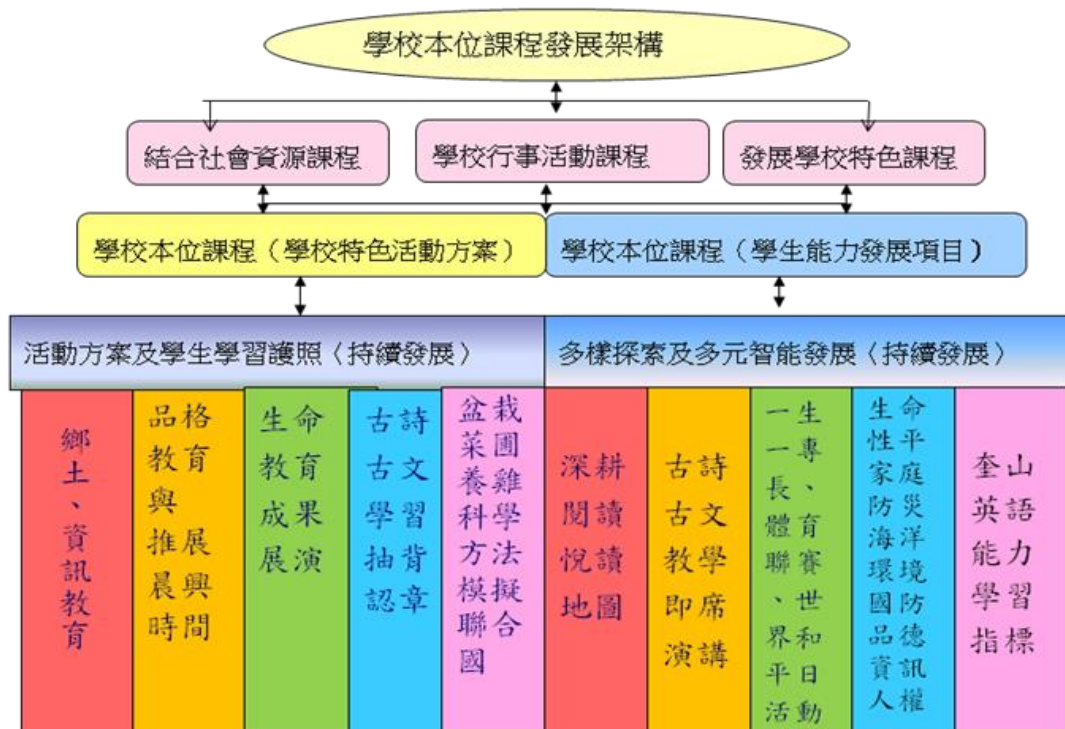 學校本位課程發展架構
結合社會資源課程
學校行事活動課程
發展學校特色課程
學校本位課程（學校特色活動方案）
學校本位課程（學生能力發展項目）
活動方案及學生學習護照（持續發展）
多樣探索及多元智能發展（持續發展）
鄉土、資訊教育
品格
教育
與
推展
晨興
時間
生命
教育
成果
展演
古詩
古文
學習
抽背
認章
盆栽
菜圃
養雞
科學
方法
模擬
聯合
國
深耕
閱讀
悅讀
地圖
古詩
古文
教學
即席
演講
一生
一專
長、
體育
聯賽
、世
界和
平日
活動
生命
性平
家庭
防災
海洋
環境
國防
品德
資訊
人權
奎山
英語
能力
學習
指標